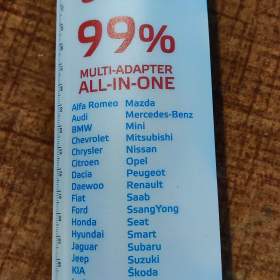 99%
MULTI-ADAPTER
ALL-IN-ONE
Alfa Romeo Mazda
Audi Mercedes-Benz
BMW Mini
Chevrolet Mitsubishi
Chrysler Nissan
Citroen Opel
Dacia Peugeot
Daewoo Renault
Fiat Saab
Ford SsangYong
Honda Seat
Hyundai Smart
Jaguar Subaru
Jeep Suzuki
KIA Škoda